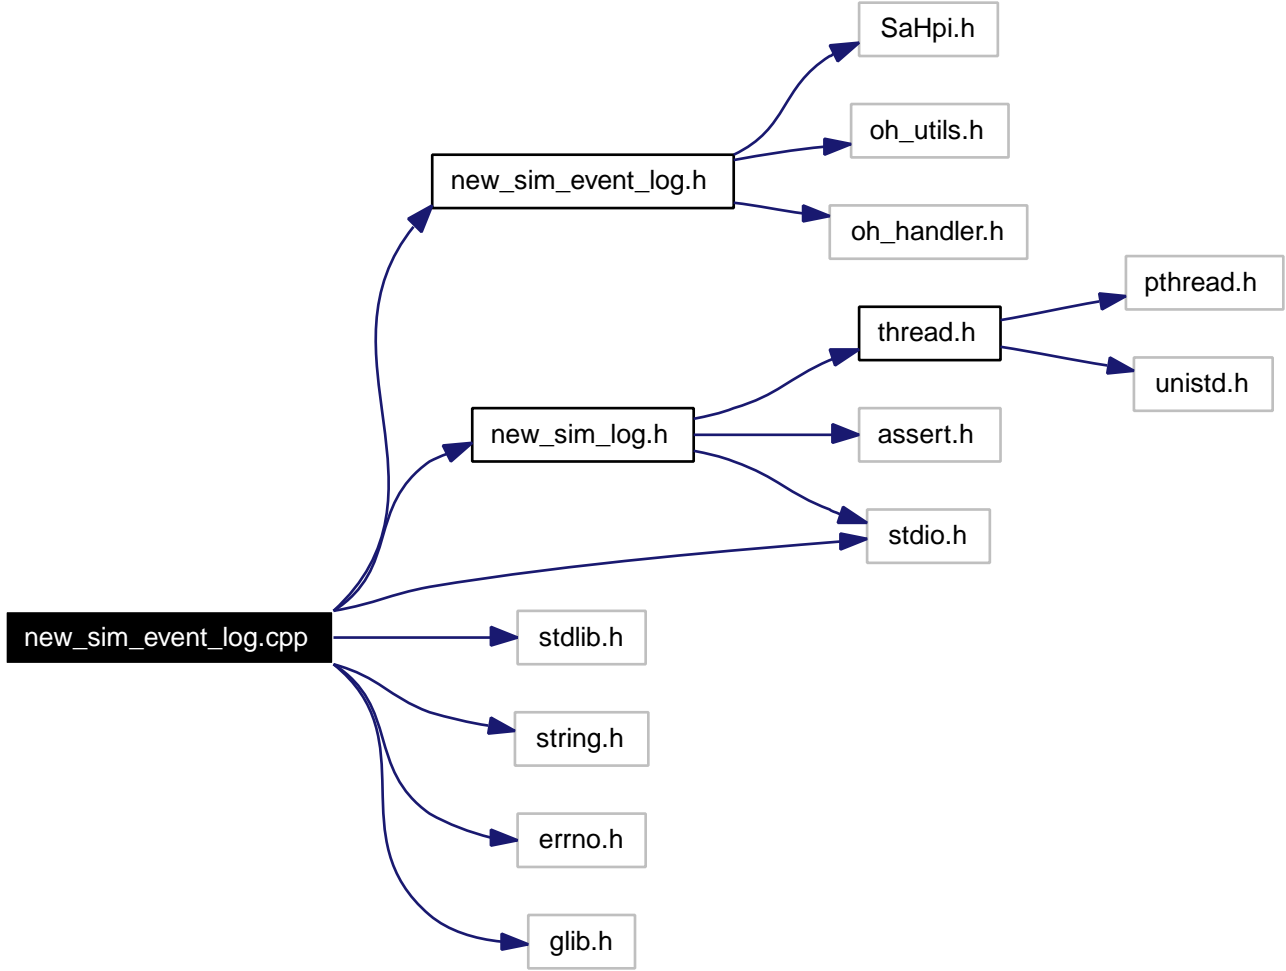 SaHpi.h
oh_utils.h
new_sim_event_log.h
oh_handler.h
pthread.h
thread.h
unistd.h
new_sim_log.h
assert.h
stdio.h
new_sim_event_log.cpp
stdlib.h
string.h
errno.h
glib.h